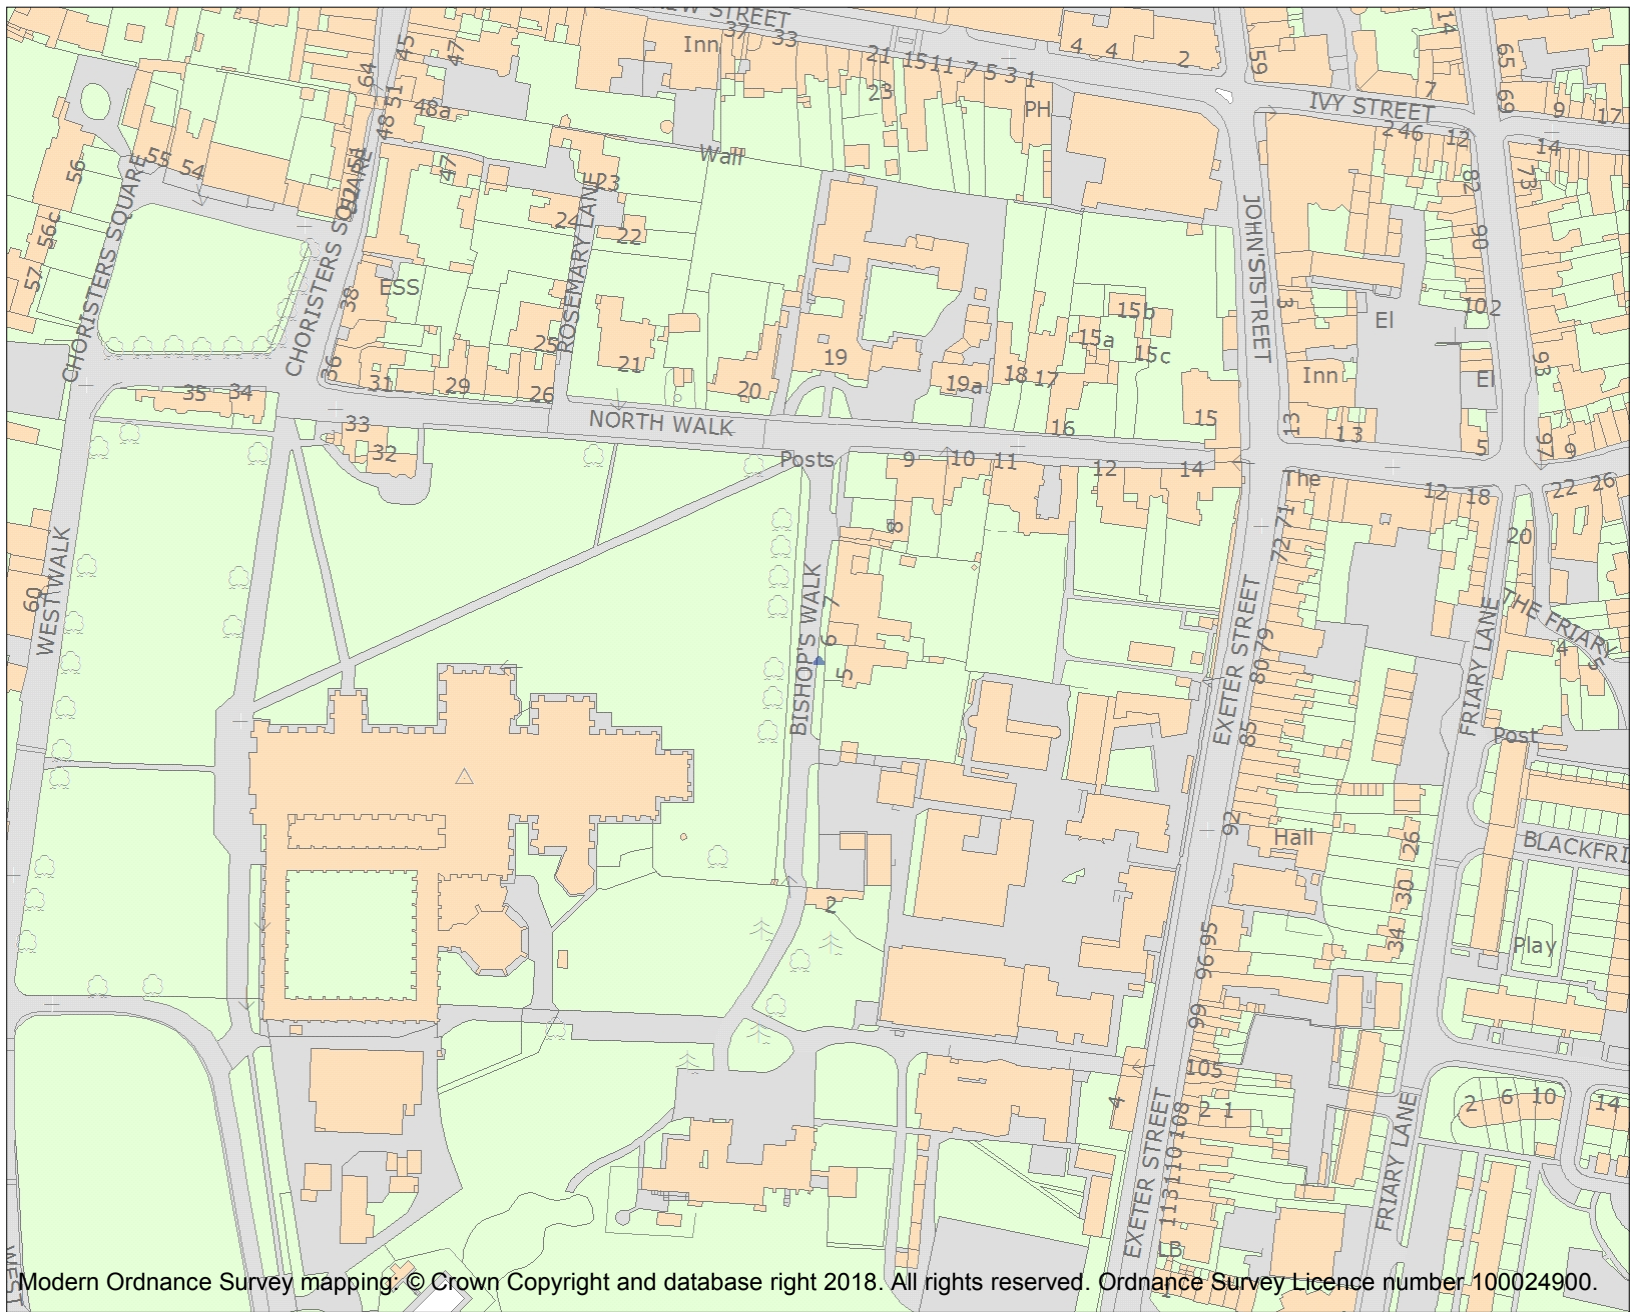 STREET
45
47
Inn
37
33
21
15
11
7
5
3
1
4
4
2
59
14
65
64
51
48a
23
PH
7
IVY STREET
69
9
17
48
Wall
2
46
12
14
56
55
54
51
47
73
82
56c
24
22
90
57
CHORISTERS SQUARE
CHORISTERS SQUARE
ROSEMARY LANE
JOHN'S STREET
38
ESS
3
102
15b
El
25
15a
15c
36
21
19
93
31
29
26
20
19a
18
17
Inn
El
35
34
NORTH WALK
16
15
13
13
33
32
Posts
9
10
11
12
14
5
97
9
The
12
18
22
26
8
71
72
20
WEST WALK
60
BISHOP'S WALK
7
6
5
EXETER STREET
79
80
85
FRIARY LANE
THE FRIARY
4
5
Post
92
Hall
26
BLACKFRI
2
30
95
96
34
Play
99
105
4
2
1
108
110
113
2
6
10
14
EXETER STREET
FRIARY LANE
LB
WEST
Modern Ordnance Survey mapping: © Crown Copyright and database right 2018. All rights reserved. Ordnance Survey Licence number 100024900.